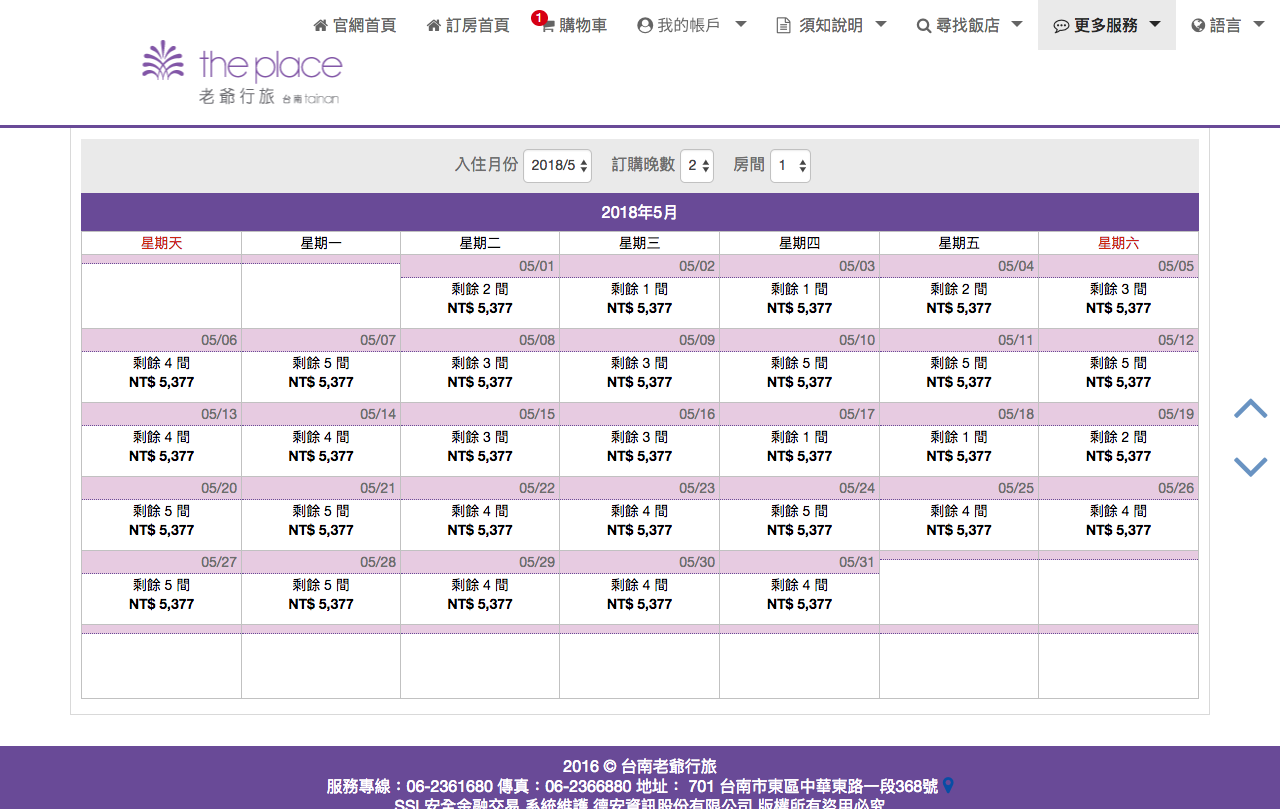 官網首頁 訂房首頁 1 購物車 我的帳戶 須知說明 尋找飯店 更多服務 語言
the place
老爺行旅 台南tainan
入住月份 2018/5 訂購晚數 2 房間 1
2018年5月
星期天 星期一 星期二 星期三 星期四 星期五 星期六
05/01 05/02 05/03 05/04 05/05
剩餘 2 間 剩餘 1 間 剩餘 1 間 剩餘 2 間 剩餘 3 間
NT$ 5,377 NT$ 5,377 NT$ 5,377 NT$ 5,377 NT$ 5,377
05/06 05/07 05/08 05/09 05/10 05/11 05/12
剩餘 4 間 剩餘 5 間 剩餘 3 間 剩餘 3 間 剩餘 5 間 剩餘 5 間 剩餘 5 間
NT$ 5,377 NT$ 5,377 NT$ 5,377 NT$ 5,377 NT$ 5,377 NT$ 5,377 NT$ 5,377
05/13 05/14 05/15 05/16 05/17 05/18 05/19
剩餘 4 間 剩餘 4 間 剩餘 3 間 剩餘 3 間 剩餘 1 間 剩餘 1 間 剩餘 2 間
NT$ 5,377 NT$ 5,377 NT$ 5,377 NT$ 5,377 NT$ 5,377 NT$ 5,377 NT$ 5,377
05/20 05/21 05/22 05/23 05/24 05/25 05/26
剩餘 5 間 剩餘 5 間 剩餘 4 間 剩餘 4 間 剩餘 5 間 剩餘 4 間 剩餘 4 間
NT$ 5,377 NT$ 5,377 NT$ 5,377 NT$ 5,377 NT$ 5,377 NT$ 5,377 NT$ 5,377
05/27 05/28 05/29 05/30 05/31
剩餘 5 間 剩餘 5 間 剩餘 4 間 剩餘 4 間 剩餘 4 間
NT$ 5,377 NT$ 5,377 NT$ 5,377 NT$ 5,377 NT$ 5,377
2016 © 台南老爺行旅
服務專線：06-2361680 傳真：06-2366880 地址： 701 台南市東區中華東路一段368號
SSL安全金融交易 系統維護 德安資訊股份有限公司 版權所有盜用必究